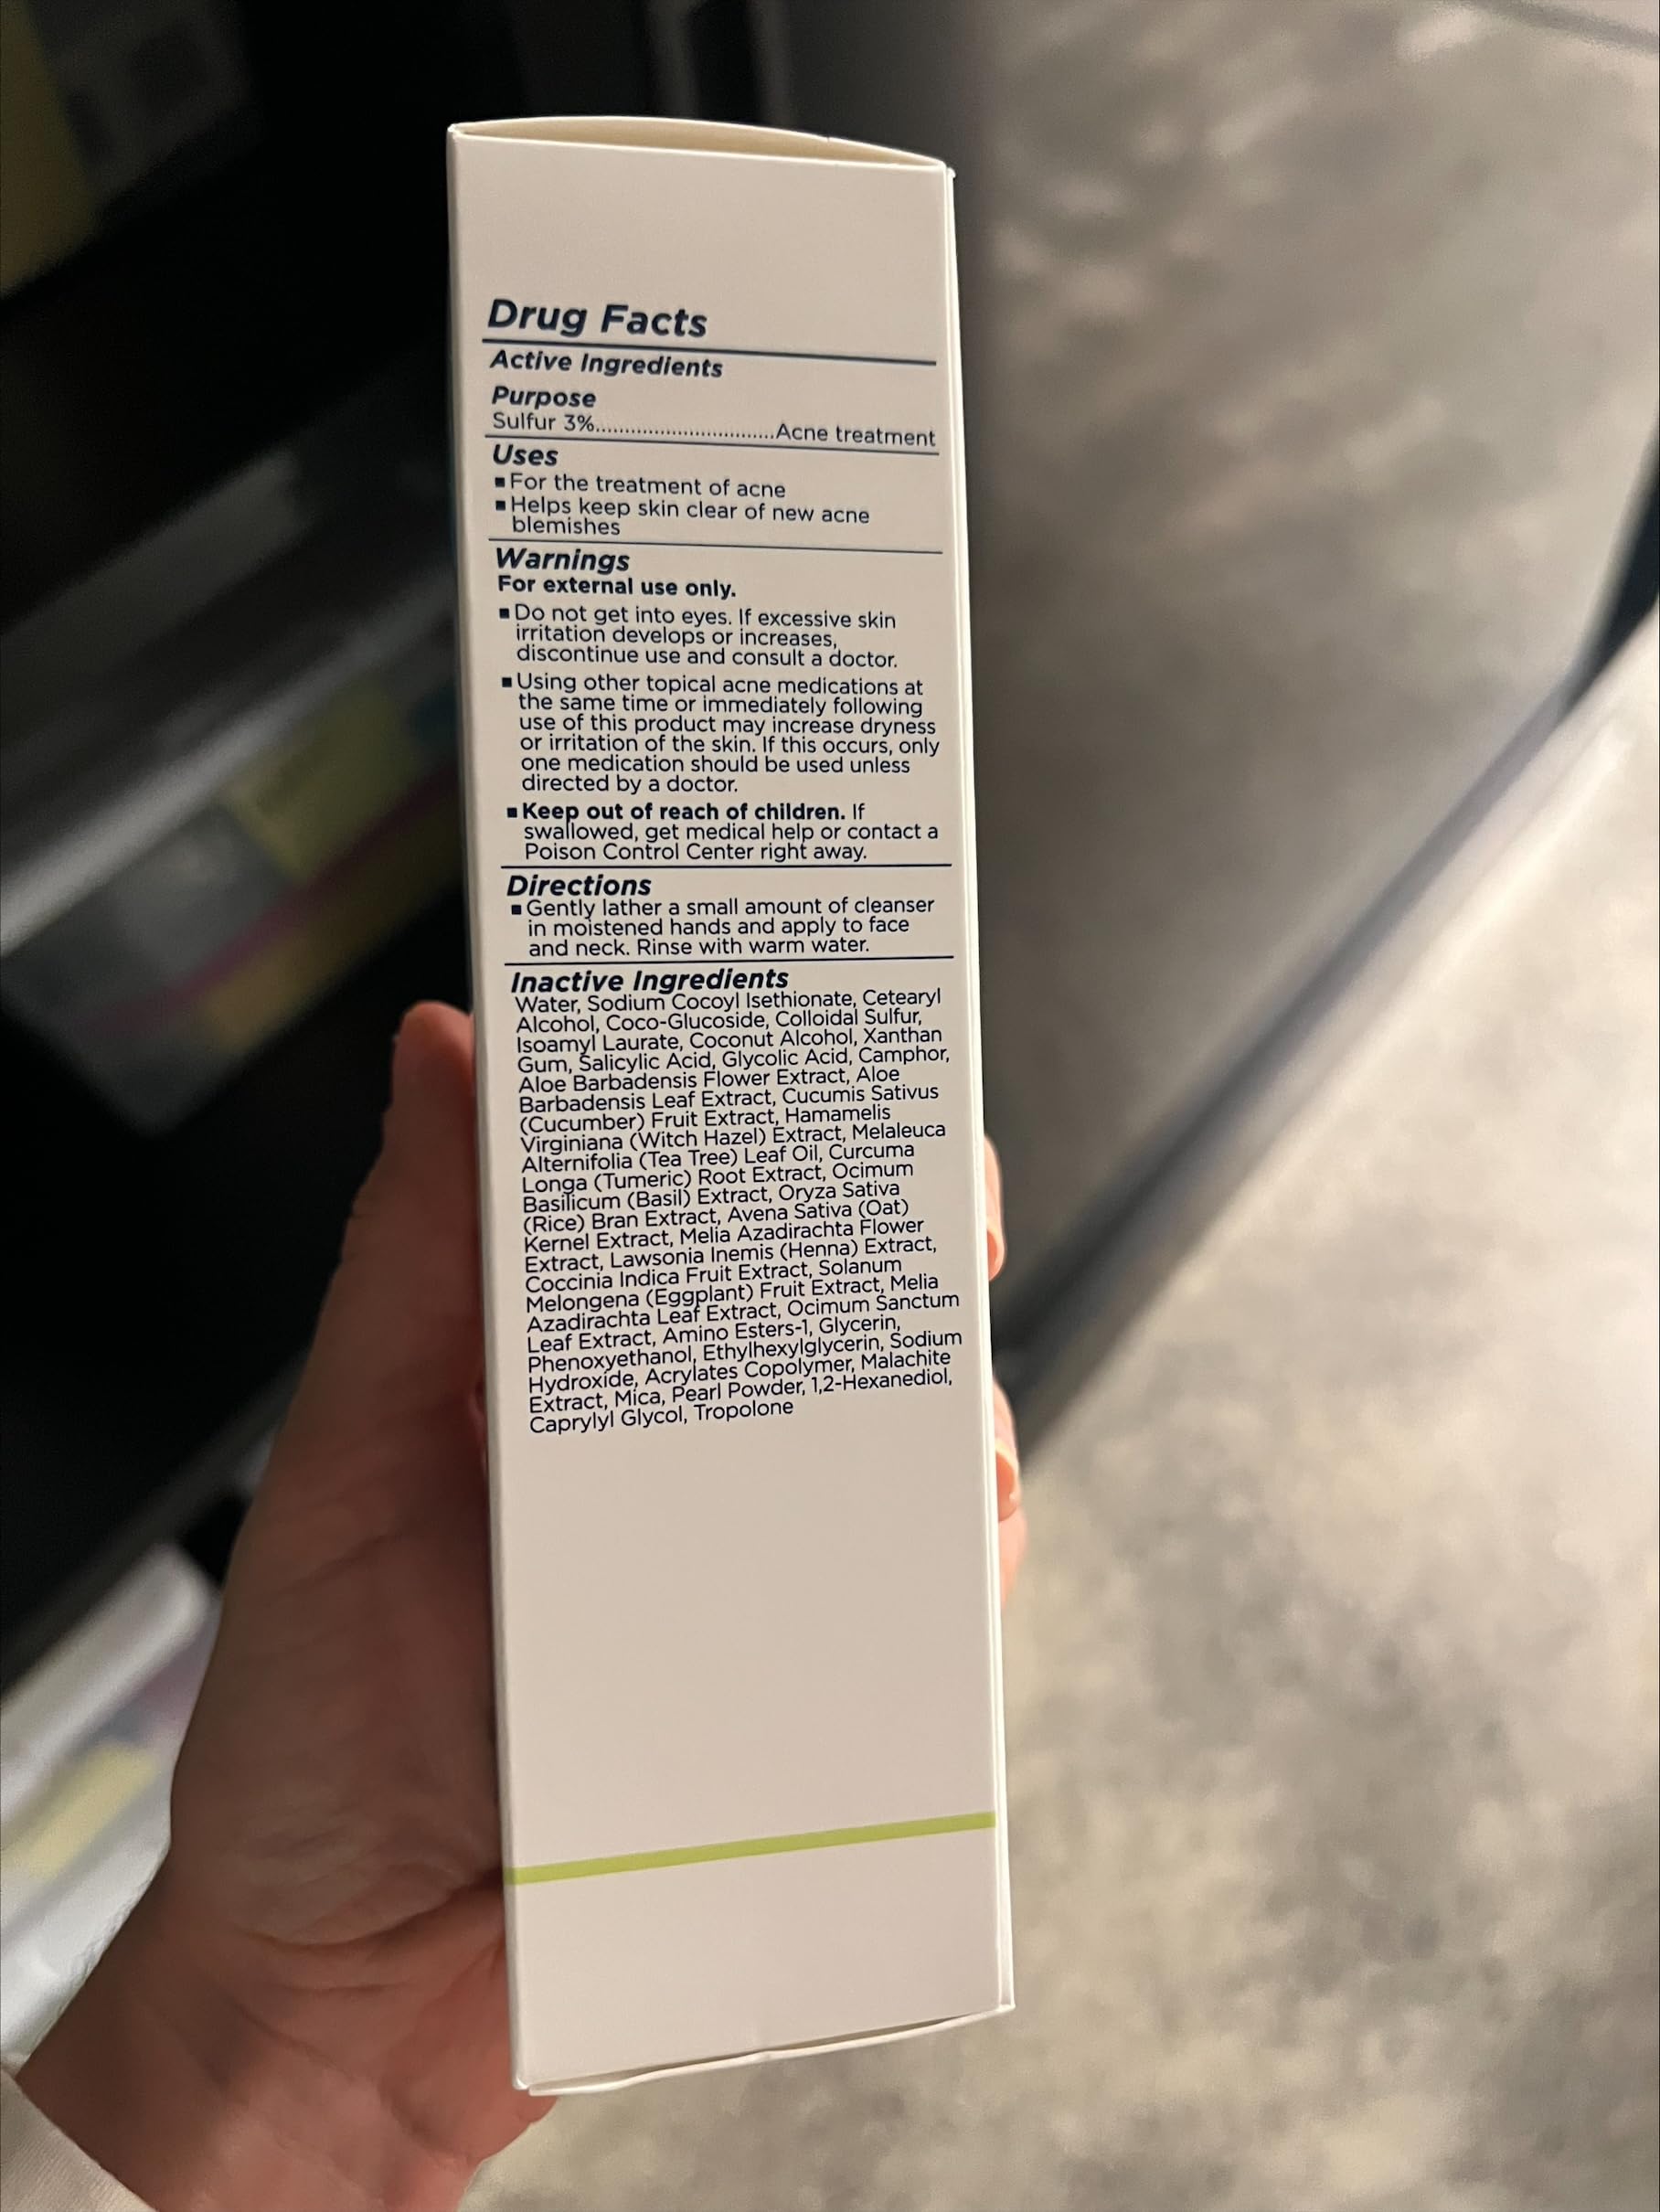 Drug Facts
Active Ingredients
Purpose
Sulfur 3%..............................Acne treatment
Uses
▪ For the treatment of acne
▪ Helps keep skin clear of new acne
blemishes
Warnings
For external use only.
▪ Do not get into eyes. If excessive skin
irritation develops or increases,
discontinue use and consult a doctor.
▪ Using other topical acne medications at
the same time or immediately following
use of this product may increase dryness
or irritation of the skin. If this occurs, only
one medication should be used unless
directed by a doctor.
▪ Keep out of reach of children. If
swallowed, get medical help or contact a
Poison Control Center right away.
Directions
▪ Gently lather a small amount of cleanser
in moistened hands and apply to face
and neck. Rinse with warm water.
Inactive Ingredients
Water, Sodium Cocoyl Isethionate, Cetearyl
Alcohol, Coco-Glucoside, Colloidal Sulfur,
Isoamyl Laurate, Coconut Alcohol, Xanthan
Gum, Salicylic Acid, Glycolic Acid, Camphor,
Aloe Barbadensis Flower Extract, Aloe
Barbadensis Leaf Extract, Cucumis Sativus
(Cucumber) Fruit Extract, Hamamelis
Virginiana (Witch Hazel) Extract, Melaleuca
Alternifolia (Tea Tree) Leaf Oil, Curcuma
Longa (Tumeric) Root Extract, Ocimum
Basilicum (Basil) Extract, Oryza Sativa
(Rice) Bran Extract, Avena Sativa (Oat)
Kernel Extract, Melia Azadirachta Flower
Extract, Lawsonia Inemis (Henna) Extract,
Coccinia Indica Fruit Extract, Solanum
Melongena (Eggplant) Fruit Extract, Melia
Azadirachta Leaf Extract, Ocimum Sanctum
Leaf Extract, Amino Esters-1, Glycerin,
Phenoxyethanol, Ethylhexylglycerin, Sodium
Hydroxide, Acrylates Copolymer, Malachite
Extract, Mica, Pearl Powder, 1,2-Hexanediol,
Caprylyl Glycol, Tropolone